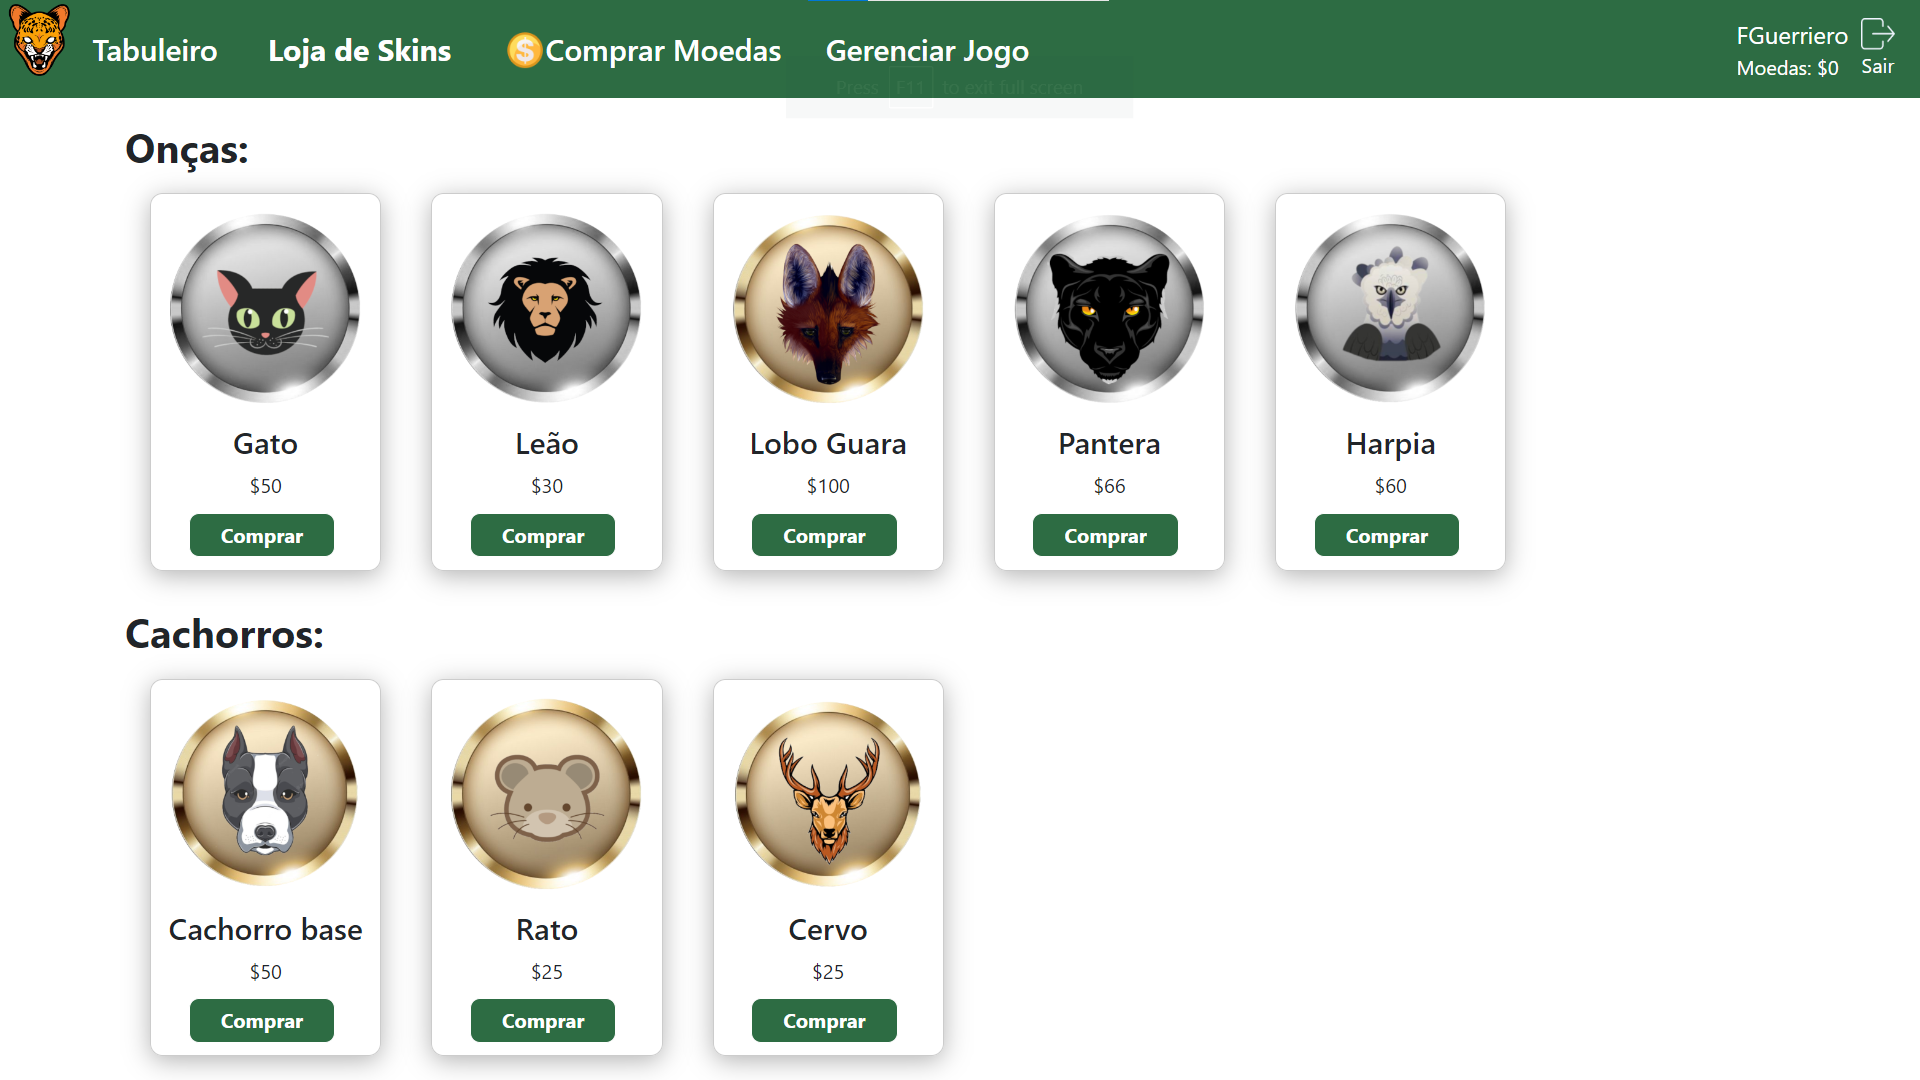 Tabuleiro Loja de Skins Comprar Moedas Gerenciar Jogo
FGuerriero
Moedas: $0 Sair
Press F11 to exit full screen
Onças:
Gato Leão Lobo Guara Pantera Harpia
$50 $30 $100 $66 $60
Comprar Comprar Comprar Comprar Comprar
Cachorros:
Cachorro base Rato Cervo
$50 $25 $25
Comprar Comprar Comprar